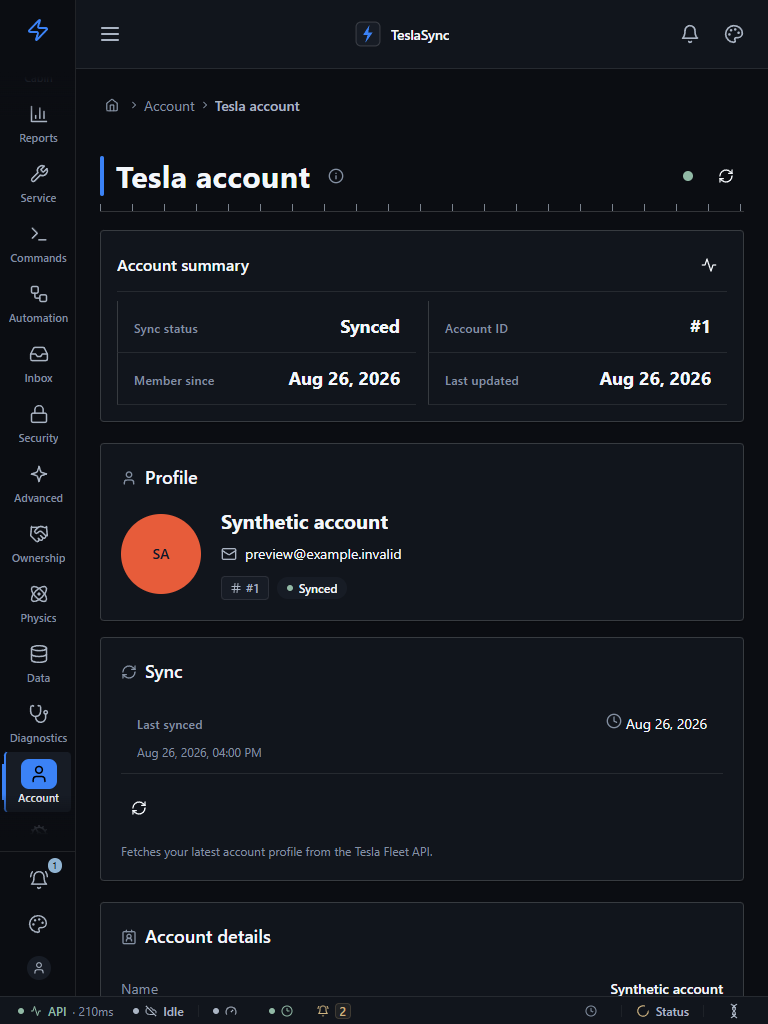 TeslaSync
Account
Tesla account
Tesla account
Reports
Service
Commands
Automation
Inbox
Security
Advanced
Ownership
Physics
Data
Diagnostics
Account
1
Account summary
Sync status
Synced
Account ID
#1
Member since
Aug 26, 2026
Last updated
Aug 26, 2026
Profile
SA
Synthetic account
preview@example.invalid
#1
Synced
Sync
Last synced
Aug 26, 2026
Aug 26, 2026, 04:00 PM
Fetches your latest account profile from the Tesla Fleet API.
Account details
Name
Synthetic account
API · 210ms
Idle
2
Status